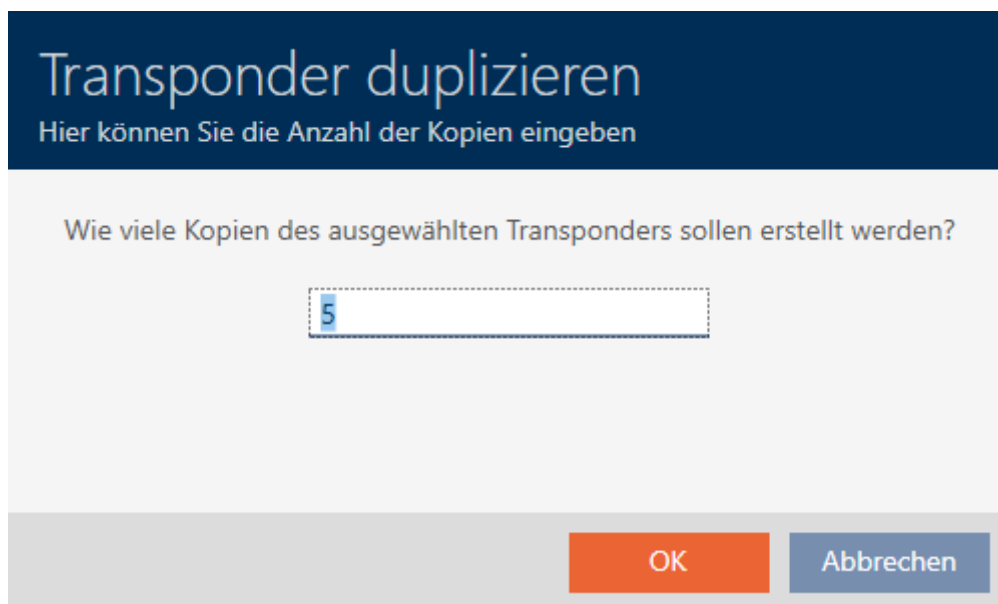 Transponder duplizieren
Hier können Sie die Anzahl der Kopien eingeben
Wie viele Kopien des ausgewählten Transponders sollen erstellt werden?
5
OK Abbrechen